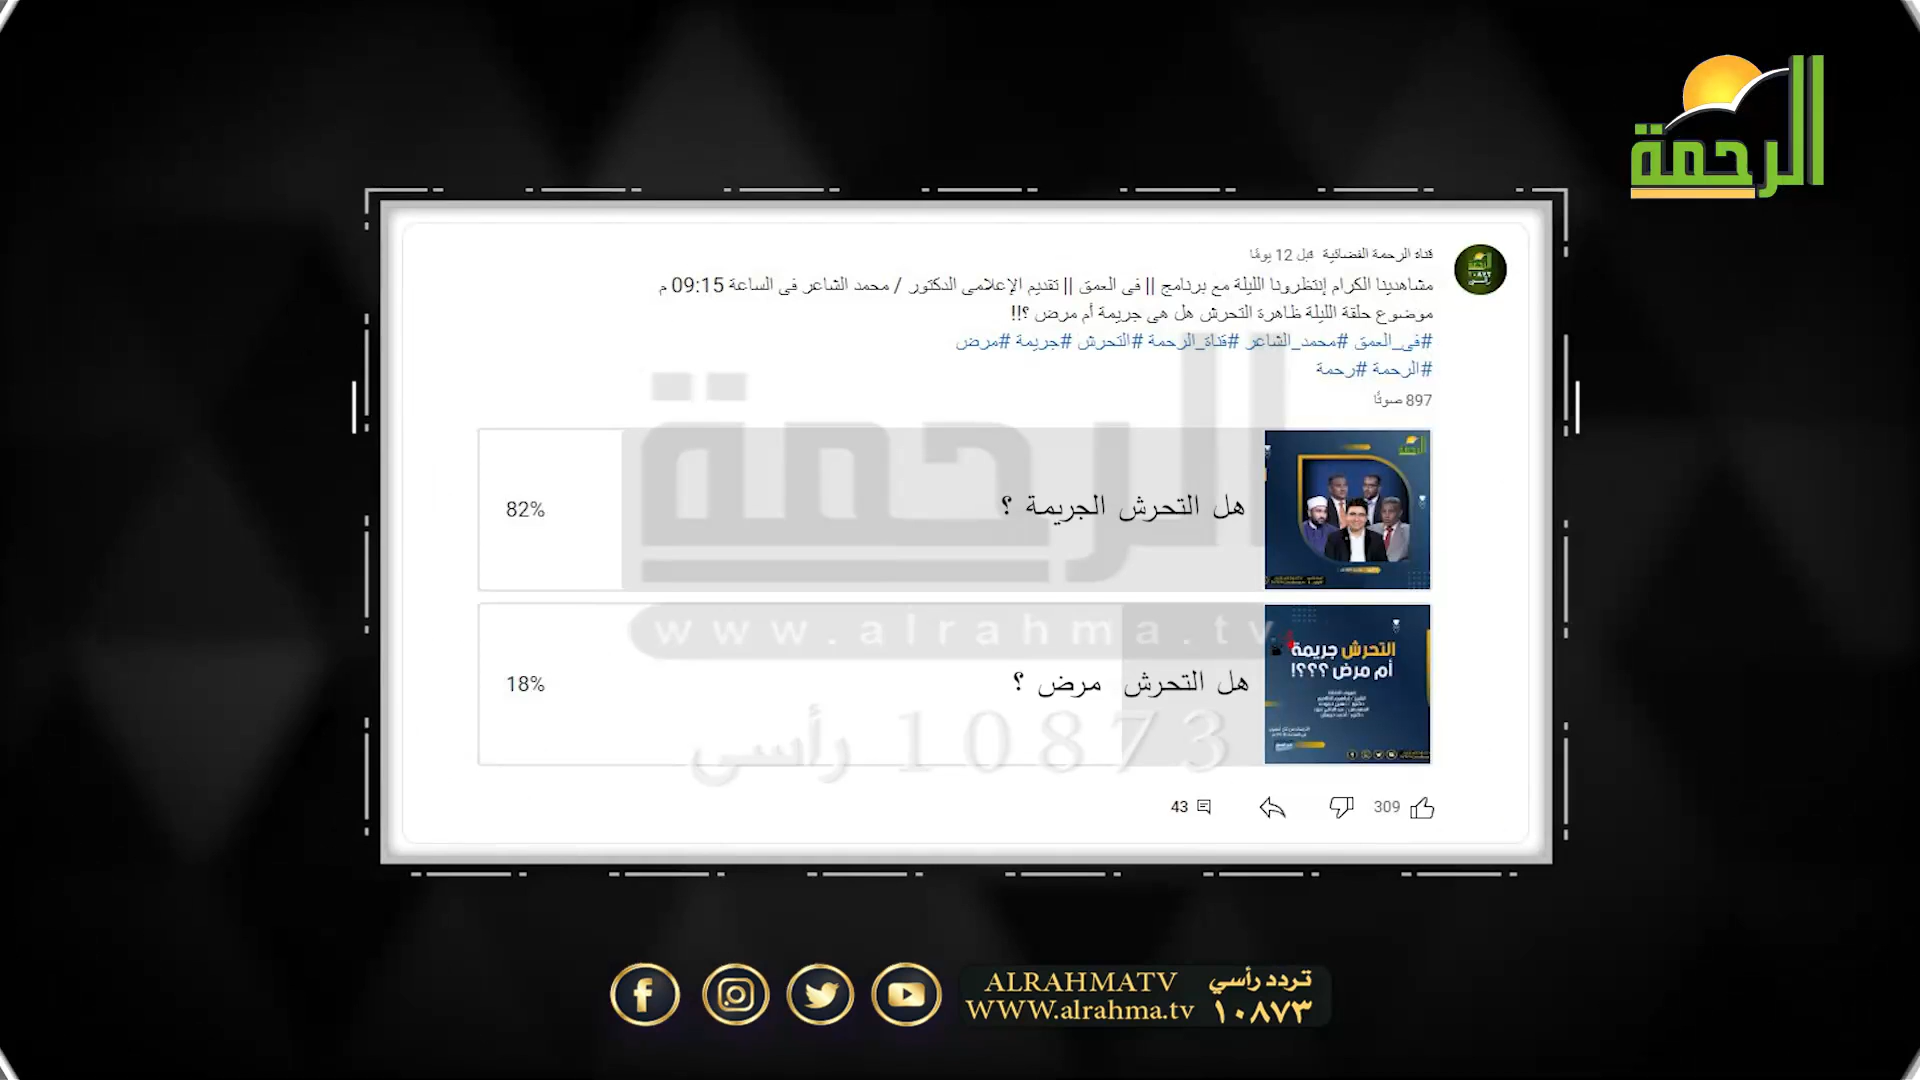 الرحمة
قناة الرحمة الفضائية قبل 12 يومًا
مشاهدينا الكرام إنتظرونا الليلة مع برنامج || فى العمق || تقديم الإعلامى الدكتور / محمد الشاعر فى الساعة 09:15 م
موضوع حلقة الليلة ظاهرة التحرش هل هى جريمة أم مرض ؟!!
#فى_العمق #محمد_الشاعر #قناة_الرحمة #التحرش #جريمة #مرض
#الرحمة #رحمة
897 صوتًا
هل التحرش الجريمة ؟
82%
الرحمة
www.alrahma.tv
التحرش جريمة
أم مرض ؟؟؟!
هل التحرش مرض ؟
18%
10873 رأسى
309
43
ALRAHMATV تردد رأسي
WWW.alrahma.tv ١٠٨٧٣